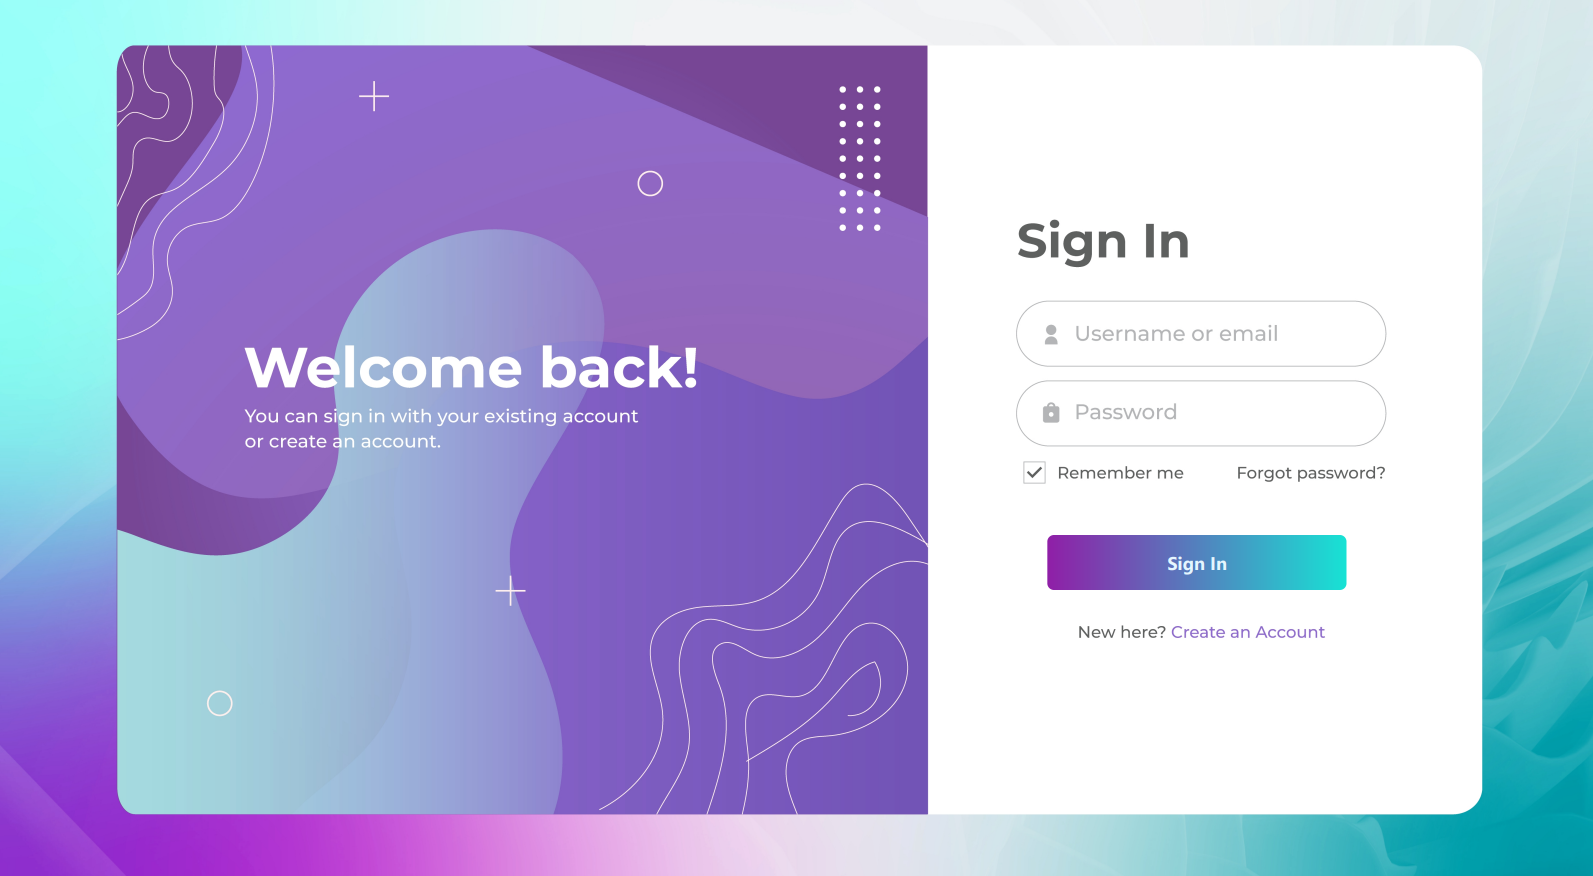 Welcome back!
You can sign in with your existing account
or create an account.
Sign In
Username or email
Password
Remember me
Forgot password?
Sign In
New here? Create an Account